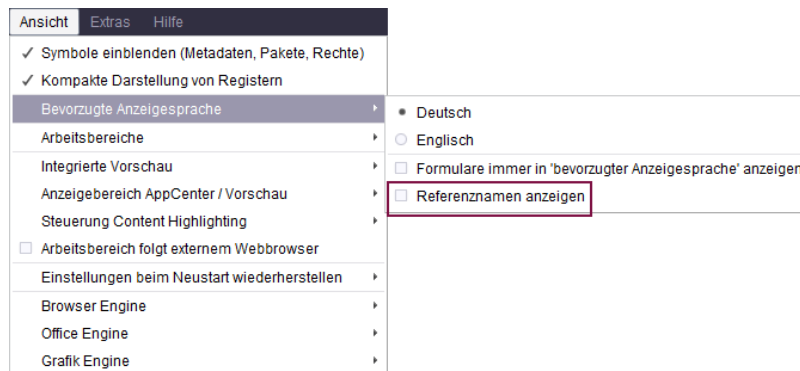 Ansicht Extras Hilfe
✓ Symbole einblenden (Metadaten, Pakete, Rechte)
✓ Kompakte Darstellung von Registern
Bevorzugte Anzeigesprache
Arbeitsbereiche
Integrierte Vorschau
Anzeigebereich AppCenter / Vorschau
Steuerung Content Highlighting
Arbeitsbereich folgt externem Webbrowser
Einstellungen beim Neustart wiederherstellen
Browser Engine
Office Engine
Grafik Engine
Deutsch
Englisch
Formulare immer in 'bevorzugter Anzeigesprache' anzeigen
Referenznamen anzeigen